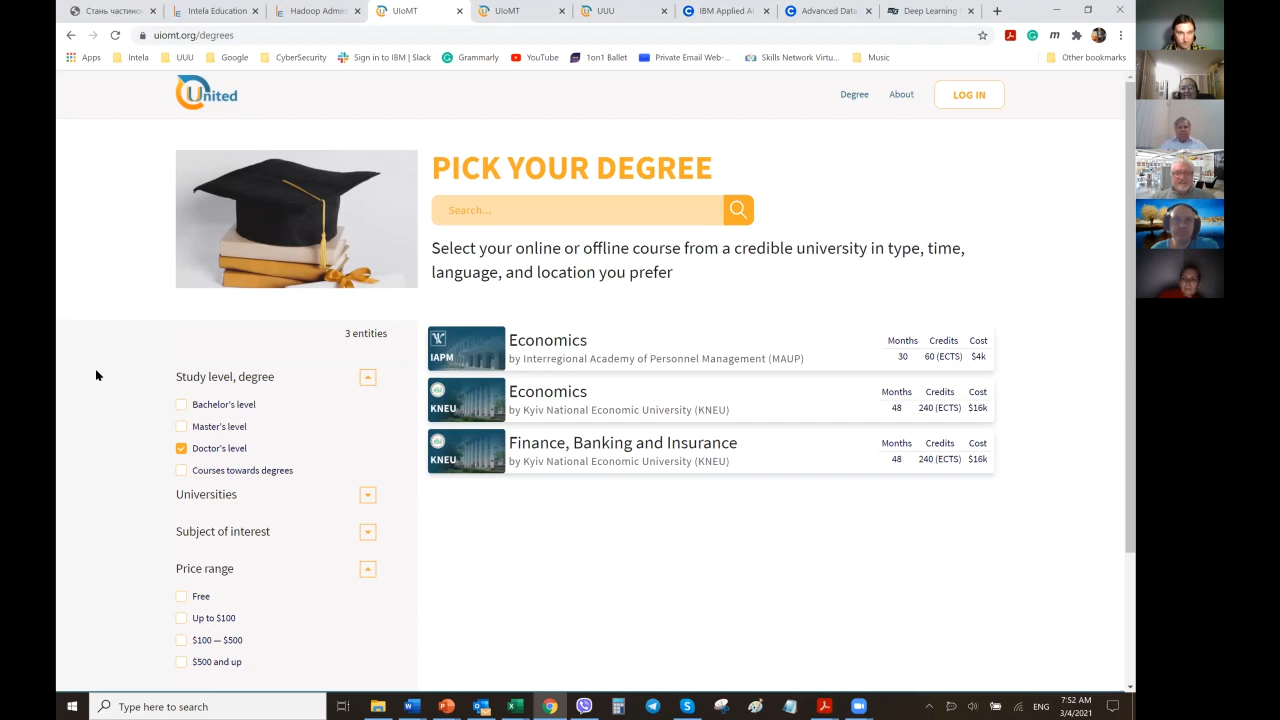 Стань частиною
Intela Education
Hadoop Admin
UIoMT
UIoMT
UUU
IBM Applied AI
Advanced Data
Deep Learning
uiomt.org/degrees
Apps
Intela
UUU
Google
CyberSecurity
Sign in to IBM | Slack
Grammarly
YouTube
1on1 Ballet
Private Email Web-...
Skills Network Virtu...
Music
Other bookmarks
United
Degree
About
LOG IN
PICK YOUR DEGREE
Search...
Select your online or offline course from a credible university in type, time,
language, and location you prefer
3 entities
Study level, degree
Bachelor's level
Master's level
Doctor's level
Courses towards degrees
Universities
Subject of interest
Price range
Free
Up to $100
$100 — $500
$500 and up
IAPM
Economics
by Interregional Academy of Personnel Management (MAUP)
Months Credits Cost
30 60 (ECTS) $4k
KNEU
Economics
by Kyiv National Economic University (KNEU)
Months Credits Cost
48 240 (ECTS) $16k
KNEU
Finance, Banking and Insurance
by Kyiv National Economic University (KNEU)
Months Credits Cost
48 240 (ECTS) $16k
Type here to search
ENG
7:52 AM
3/4/2021